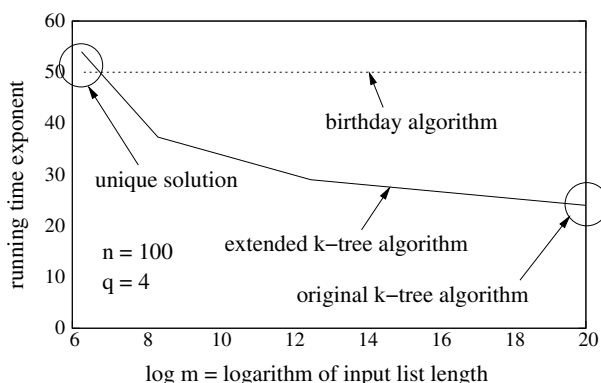 60
50
40
30
20
10
0
running time exponent
birthday algorithm
unique solution
extended k-tree algorithm
n = 100
q = 4
original k-tree algorithm
6
8
10
12
14
16
18
20
log m = logarithm of input list length